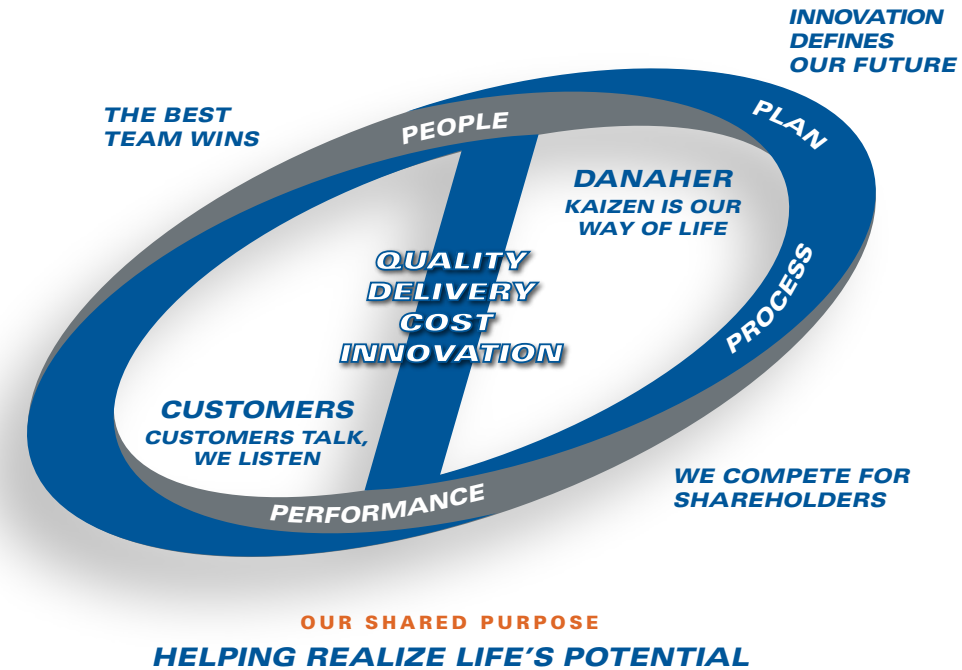 INNOVATION
DEFINES
OUR FUTURE
THE BEST
TEAM WINS
PEOPLE
PLAN
DANAHER
KAIZEN IS OUR
WAY OF LIFE
QUALITY
DELIVERY
COST
INNOVATION
PROCESS
CUSTOMERS
CUSTOMERS TALK,
WE LISTEN
WE COMPETE FOR
SHAREHOLDERS
PERFORMANCE
OUR SHARED PURPOSE
HELPING REALIZE LIFE'S POTENTIAL